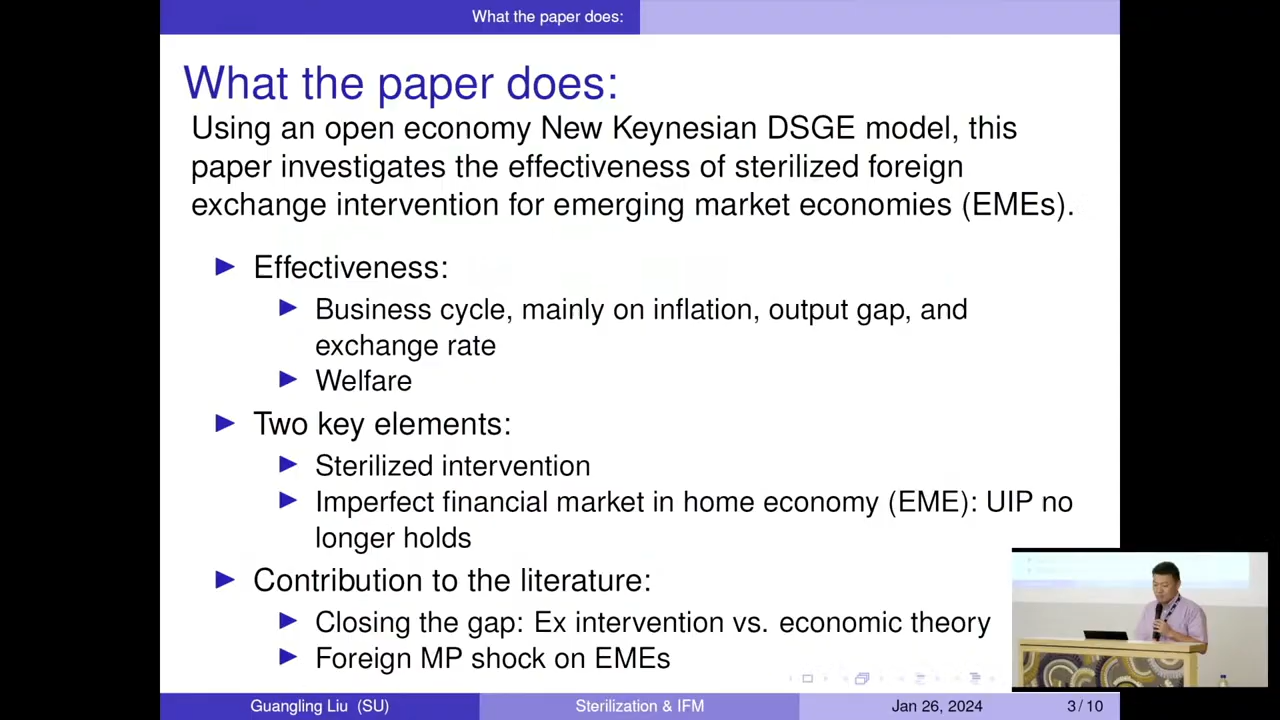 What the paper does:
What the paper does:
Using an open economy New Keynesian DSGE model, this
paper investigates the effectiveness of sterilized foreign
exchange intervention for emerging market economies (EMEs).
Effectiveness:
Business cycle, mainly on inflation, output gap, and
exchange rate
Welfare
Two key elements:
Sterilized intervention
Imperfect financial market in home economy (EME): UIP no
longer holds
Contribution to the literature:
Closing the gap: Ex intervention vs. economic theory
Foreign MP shock on EMEs
Guangling Liu (SU)
Sterilization & IFM
Jan 26, 2024
3 / 10